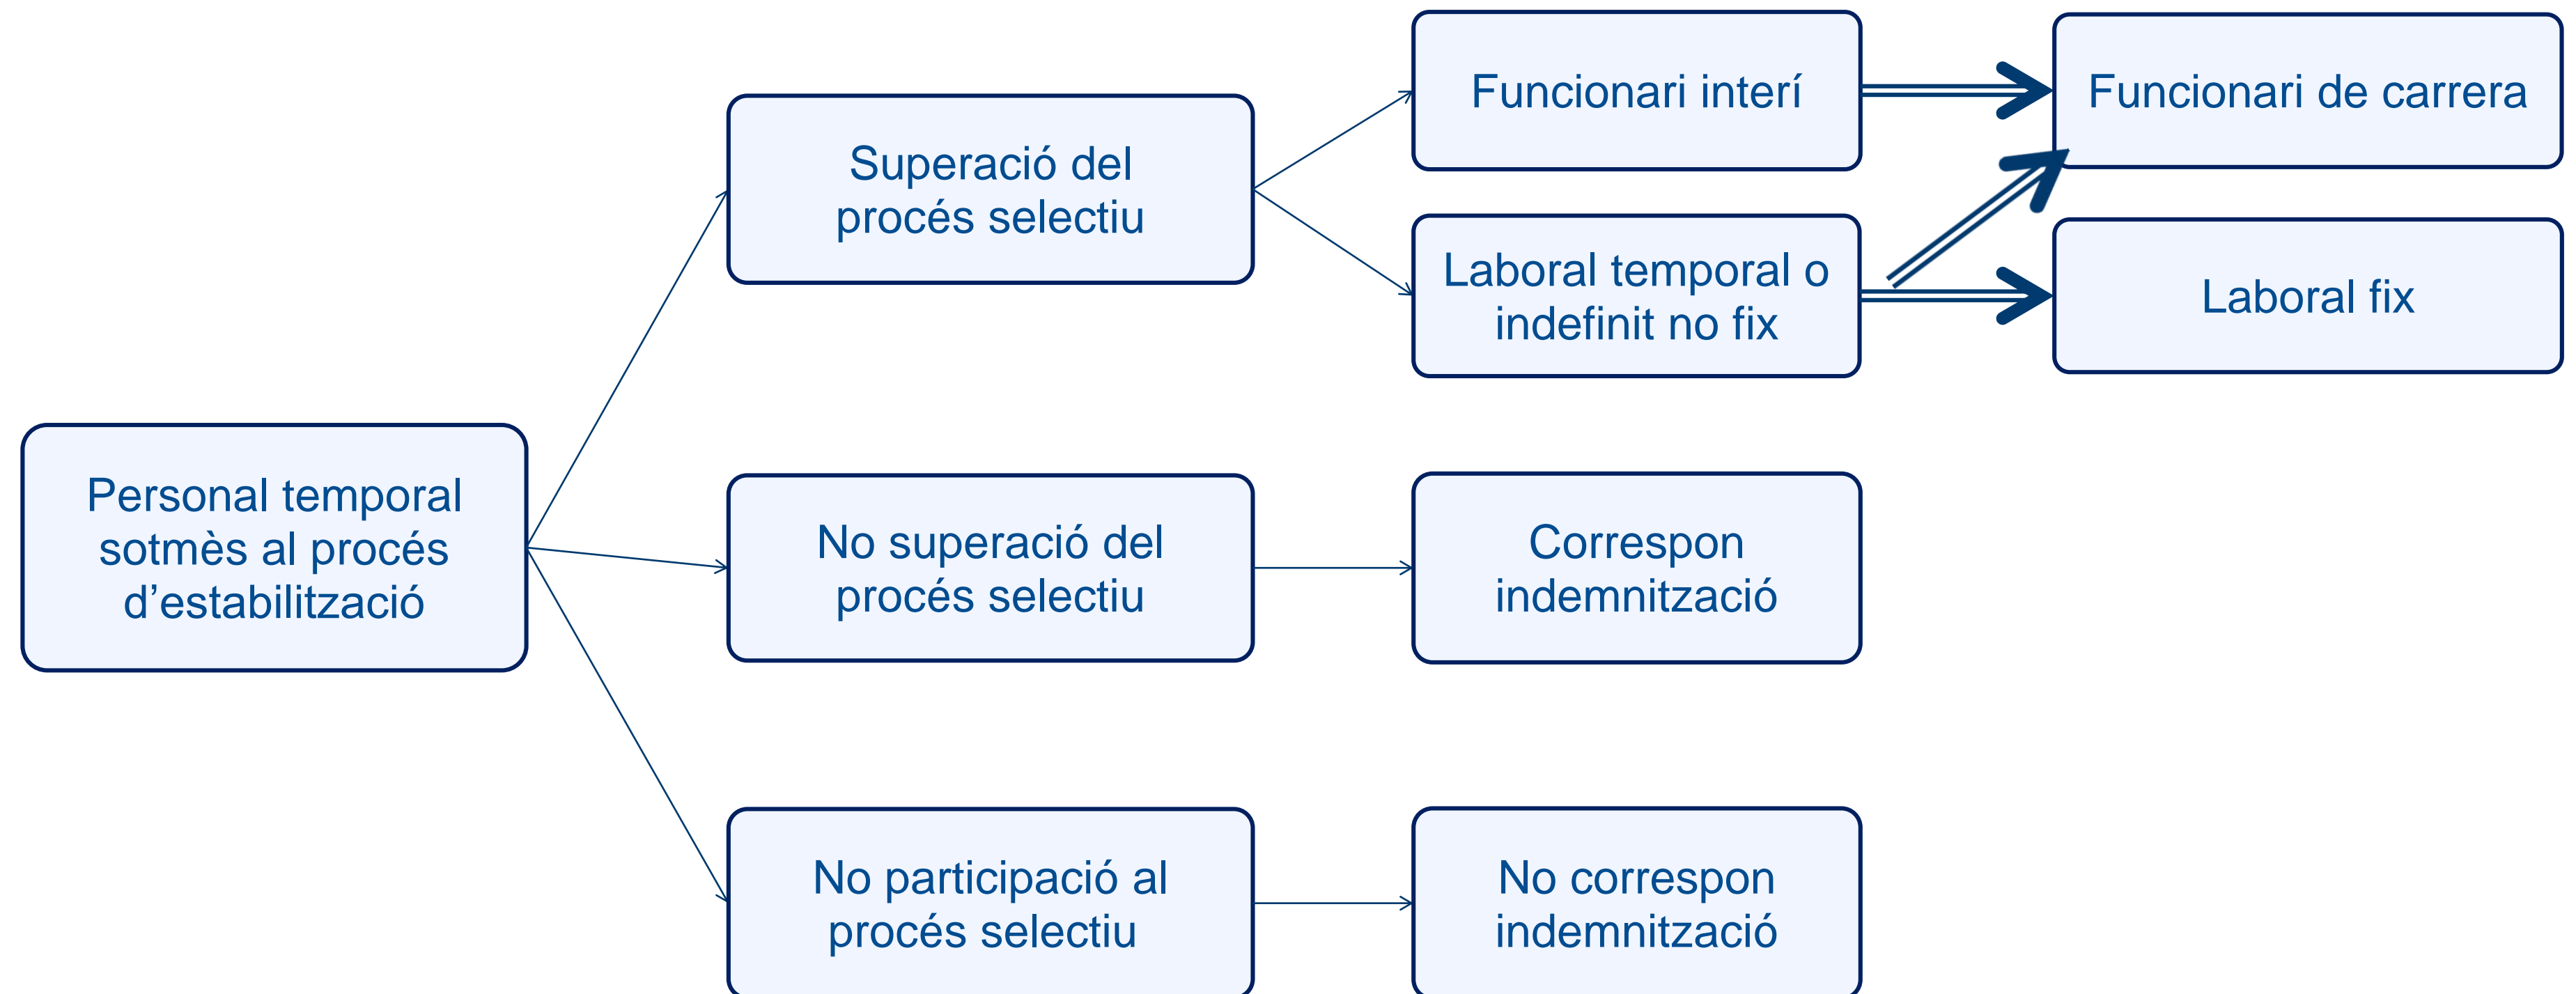 Funcionari interí
Funcionari de carrera
Superació del
procés selectiu
Laboral temporal o
indefinit no fix
Laboral fix
Personal temporal
sotmès al procés
d’estabilització
No superació del
procés selectiu
Correspon
indemnització
No participació al
procés selectiu
No correspon
indemnització